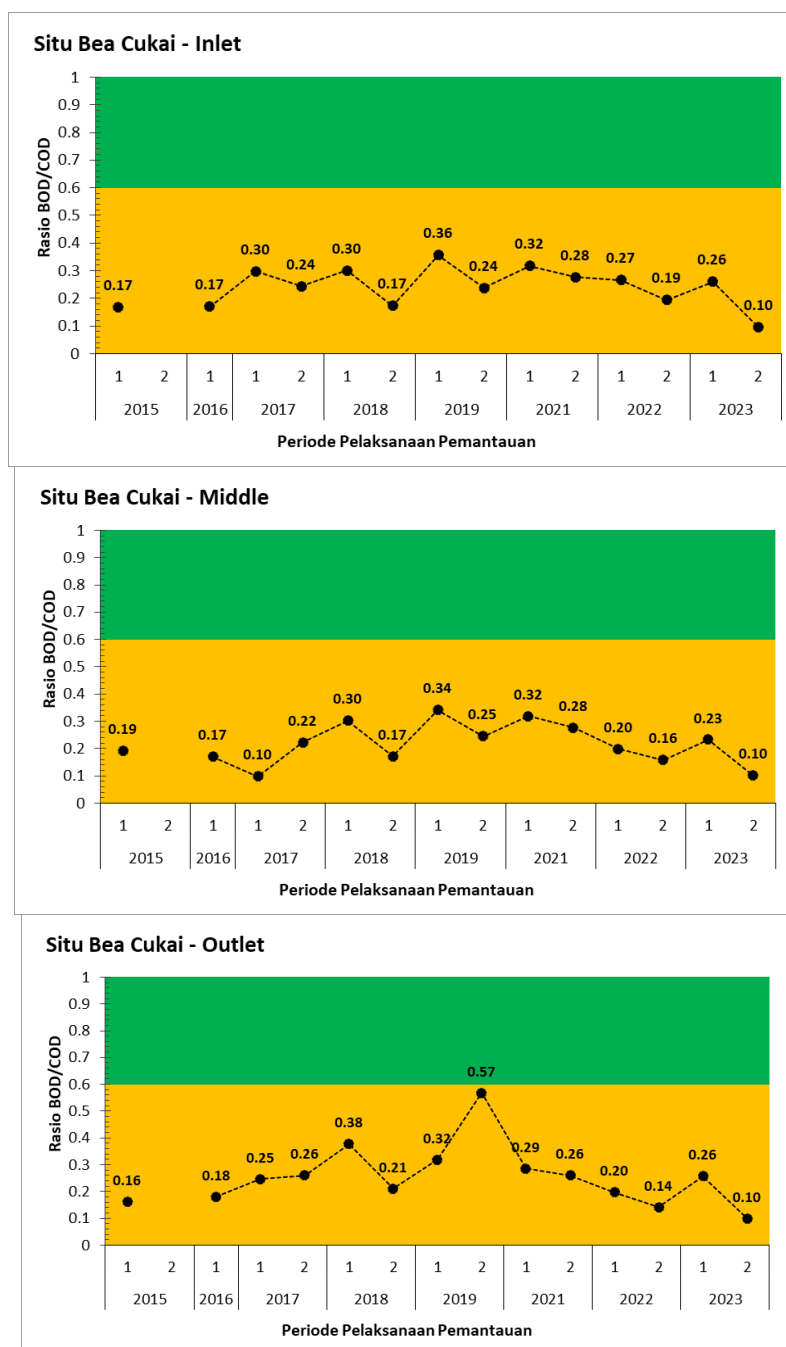 Situ Bea Cukai - Inlet
Rasio BOD/COD
1
0.9
0.8
0.7
0.6
0.5
0.4
0.3
0.2
0.1
0
0.17 0.17 0.30 0.24 0.30 0.17 0.36 0.24 0.32 0.28 0.27 0.19 0.26 0.10
1 2 1 1 2 1 2 1 2 1 2 1 2 1 2
2015 2016 2017 2018 2019 2021 2022 2023
Periode Pelaksanaan Pemantauan
Situ Bea Cukai - Middle
Rasio BOD/COD
1
0.9
0.8
0.7
0.6
0.5
0.4
0.3
0.2
0.1
0
0.19 0.17 0.10 0.22 0.30 0.17 0.34 0.25 0.32 0.28 0.20 0.16 0.23 0.10
1 2 1 1 2 1 2 1 2 1 2 1 2 1 2
2015 2016 2017 2018 2019 2021 2022 2023
Periode Pelaksanaan Pemantauan
Situ Bea Cukai - Outlet
Rasio BOD/COD
1
0.9
0.8
0.7
0.6
0.5
0.4
0.3
0.2
0.1
0
0.16 0.18 0.25 0.26 0.38 0.21 0.32 0.57 0.29 0.26 0.20 0.14 0.26 0.10
1 2 1 1 2 1 2 1 2 1 2 1 2 1 2
2015 2016 2017 2018 2019 2021 2022 2023
Periode Pelaksanaan Pemantauan